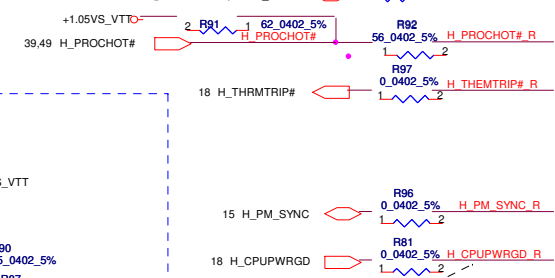 +1.05VS_VTT
2 R91 1 62_0402_5%
H_PROCHOT#
39,49 H_PROCHOT#
R92
56_0402_5% H_PROCHOT#_R
1 2
R97
18 H_THRMTRIP# 0_0402_5% H_THEMTRIP#_R
1 2
S_VTT
R96
15 H_PM_SYNC 0_0402_5% H_PM_SYNC_R
1 2
R81
18 H_CPUPWRGD 0_0402_5% H_CPUPWRGD_R
1 2
90
5_0402_5%